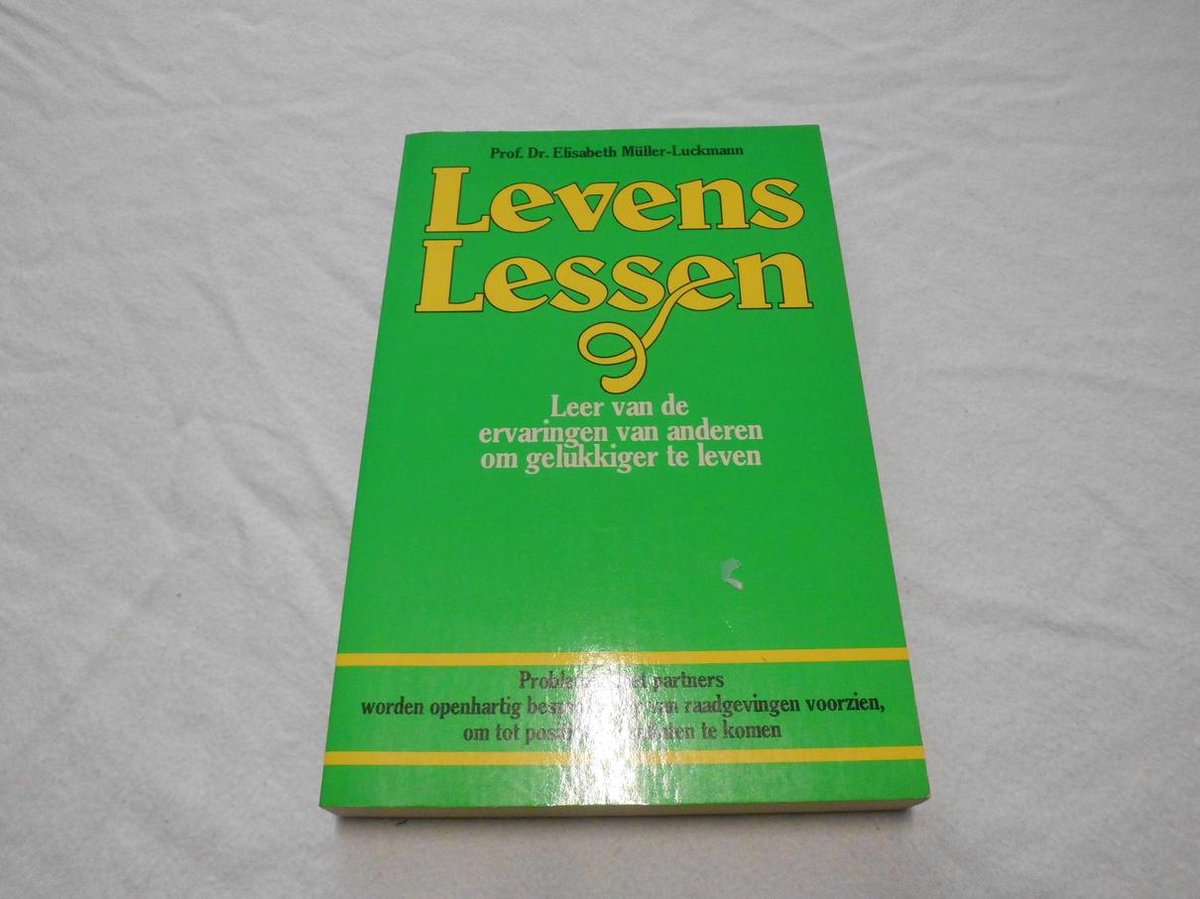 Prof. Dr. Elisabeth Müller-Luckmann
Levens
Lessen
Leer van de
ervaringen van anderen
om gelukkiger te leven
partners
worden openhartig van raadgevingen voorzien,
om tot te komen